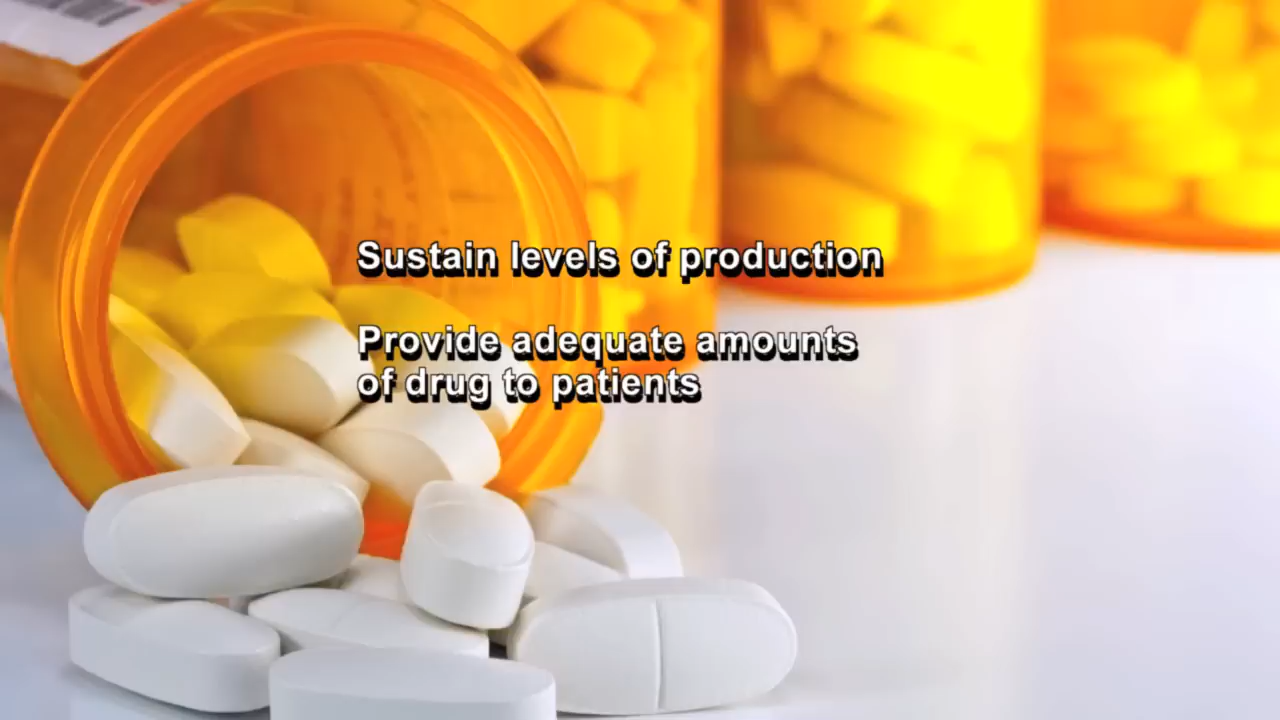 Sustain levels of production
Provide adequate amounts
of drug to patients